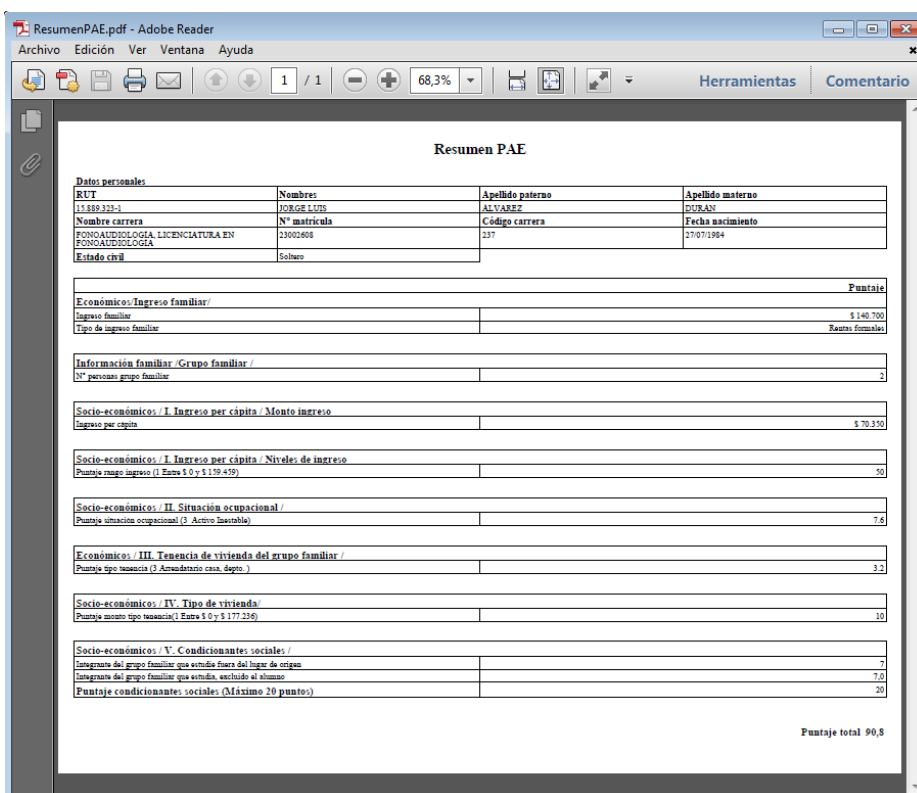 ResumenPAE.pdf - Adobe Reader
Archivo Edición Ver Ventana Ayuda
1 / 1 68,3% Herramientas Comentario
Resumen PAE
Datos personales
RUT Nombres Apellido paterno Apellido materno
15.889.323-1 JORGE LUIS ALVAREZ DURÁN
Nombre carrera N° matrícula Código carrera Fecha nacimiento
FONOAUDIOLOGÍA, LICENCIATURA EN 23002608 237 27/07/1984
FONOAUDIOLOGÍA
Estado civil Soltero
Puntaje
Económicos/Ingreso familiar/
Ingreso familiar $ 140.700
Tipo de ingreso familiar Rentas formales
Información familiar /Grupo familiar /
N° personas grupo familiar 2
Socio-económicos / I. Ingreso per cápita / Monto ingreso
Ingreso per cápita $ 70.350
Socio-económicos / I. Ingreso per cápita / Niveles de ingreso
Puntaje rango ingreso (1 Entre $ 0 y $ 159.459) 50
Socio-económicos / II. Situación ocupacional /
Puntaje situación ocupacional (3 Activo Inestable) 7.6
Económicos / III. Tenencia de vivienda del grupo familiar /
Puntaje tipo tenencia (3 Arrendatario casa, depto. ) 3.2
Socio-económicos / IV. Tipo de vivienda/
Puntaje monto tipo tenencia(1 Entre $ 0 y $ 177.236) 10
Socio-económicos / V. Condicionantes sociales /
Integrante del grupo familiar que estudie fuera del lugar de origen 7
Integrante del grupo familiar que estudia, excluido el alumno 7,0
Puntaje condicionantes sociales (Máximo 20 puntos) 20
Puntaje total 90,8